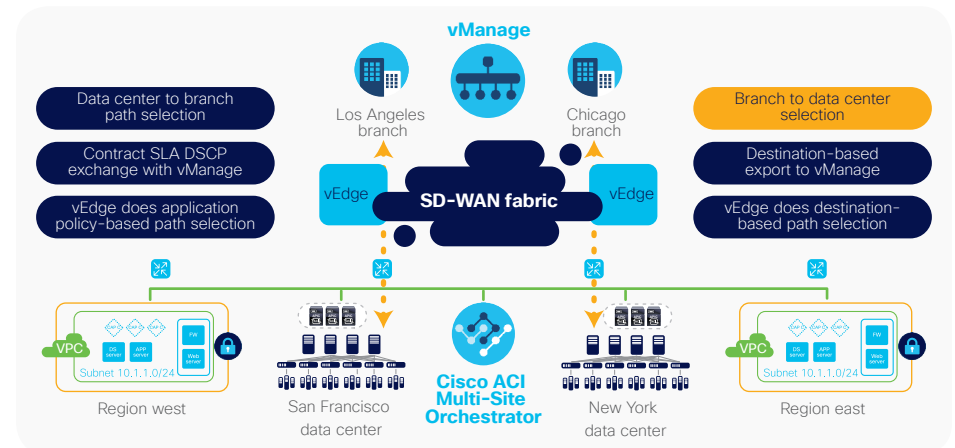 vManage
Data center to branch
path selection
Contract SLA DSCP
exchange with vManage
vEdge does application
policy-based path selection
Los Angeles
branch
Chicago
branch
Branch to data center
selection
Destination-based
export to vManage
vEdge does destination-
based path selection
vEdge
SD-WAN fabric
vEdge
VPC
DS
server
APP
server
FW
Web
server
Subnet 10.1.1.0/24
Region west
San Francisco
data center
Cisco ACI
Multi-Site
Orchestrator
New York
data center
VPC
DS
server
APP
server
FW
Web
server
Subnet 10.1.1.0/24
Region east